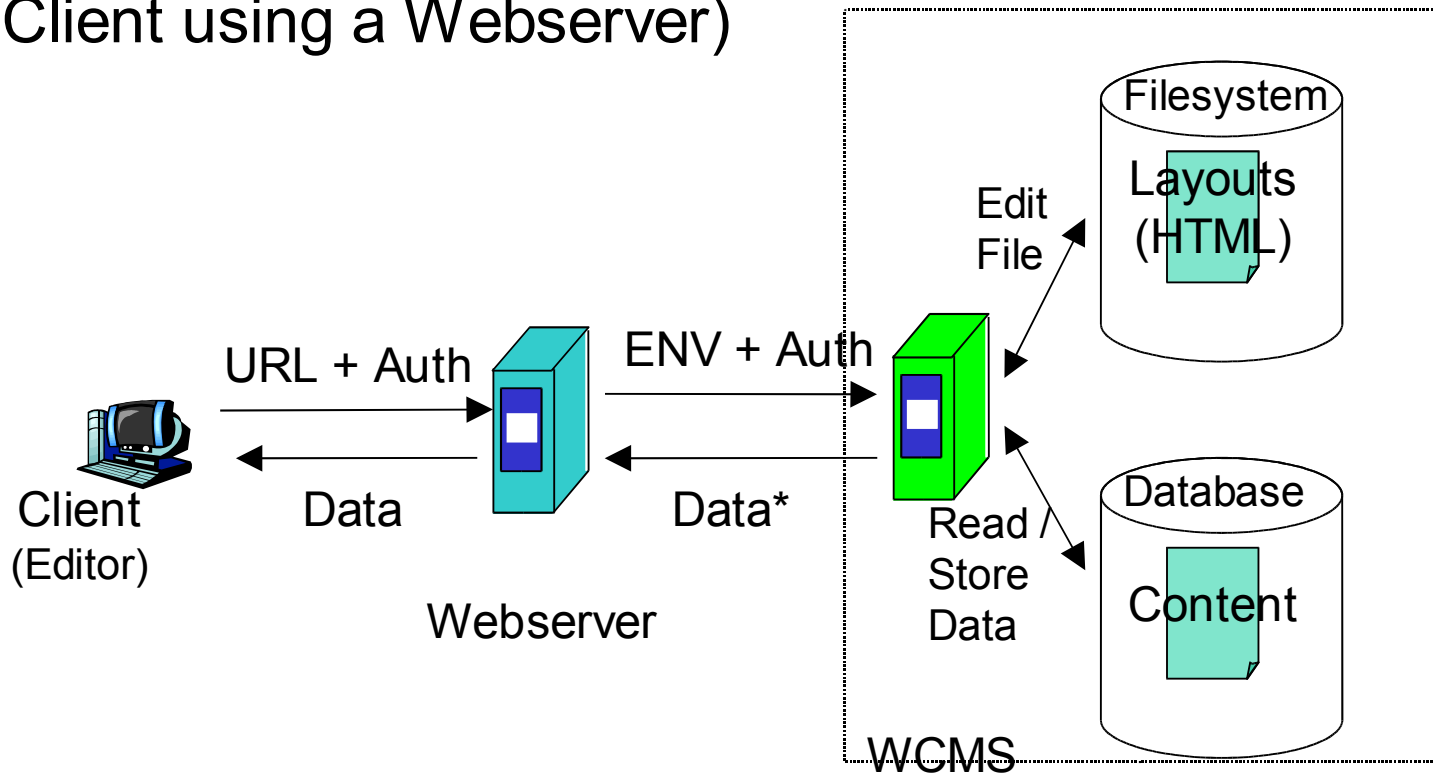 Client using a Webserver)
Filesystem
Layouts
(HTML)
Edit
File
URL + Auth
ENV + Auth
Client
(Editor)
Data
Data*
Webserver
Read /
Store
Data
Database
Content
WCMS